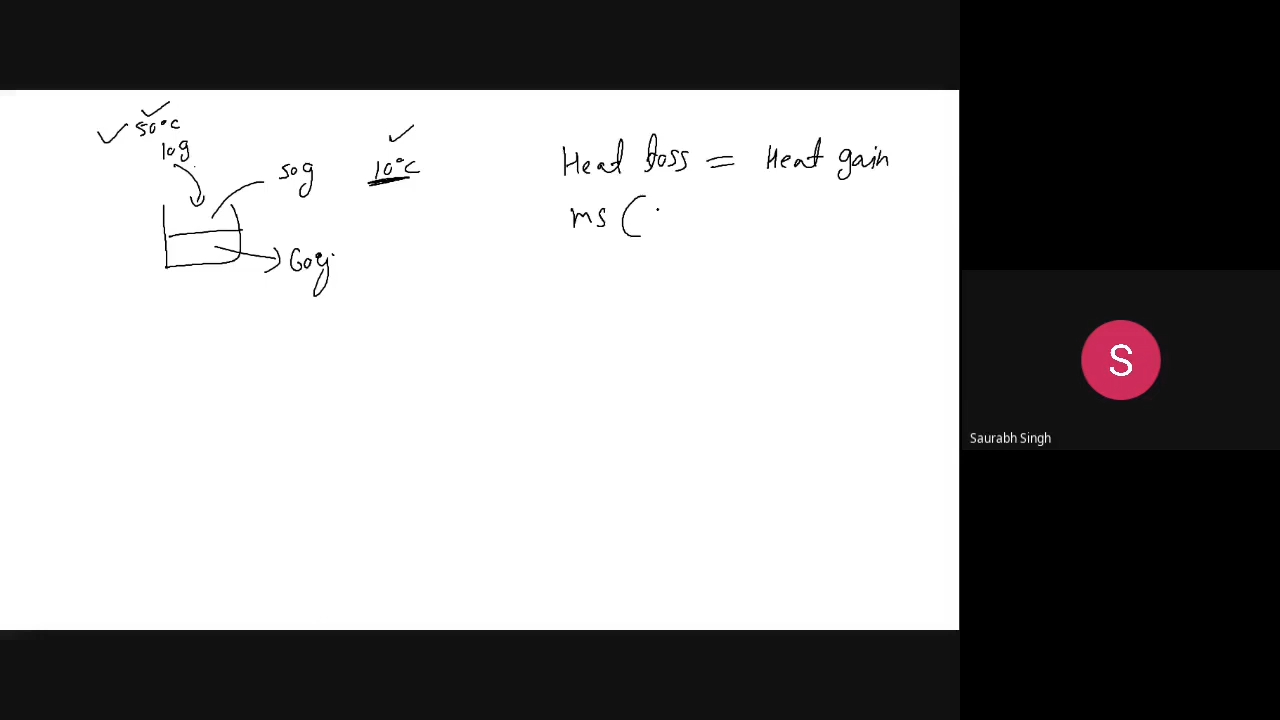 50°C
10g
50g 10°C
60g.
Heat loss = Heat gain
ms (
S
Saurabh Singh